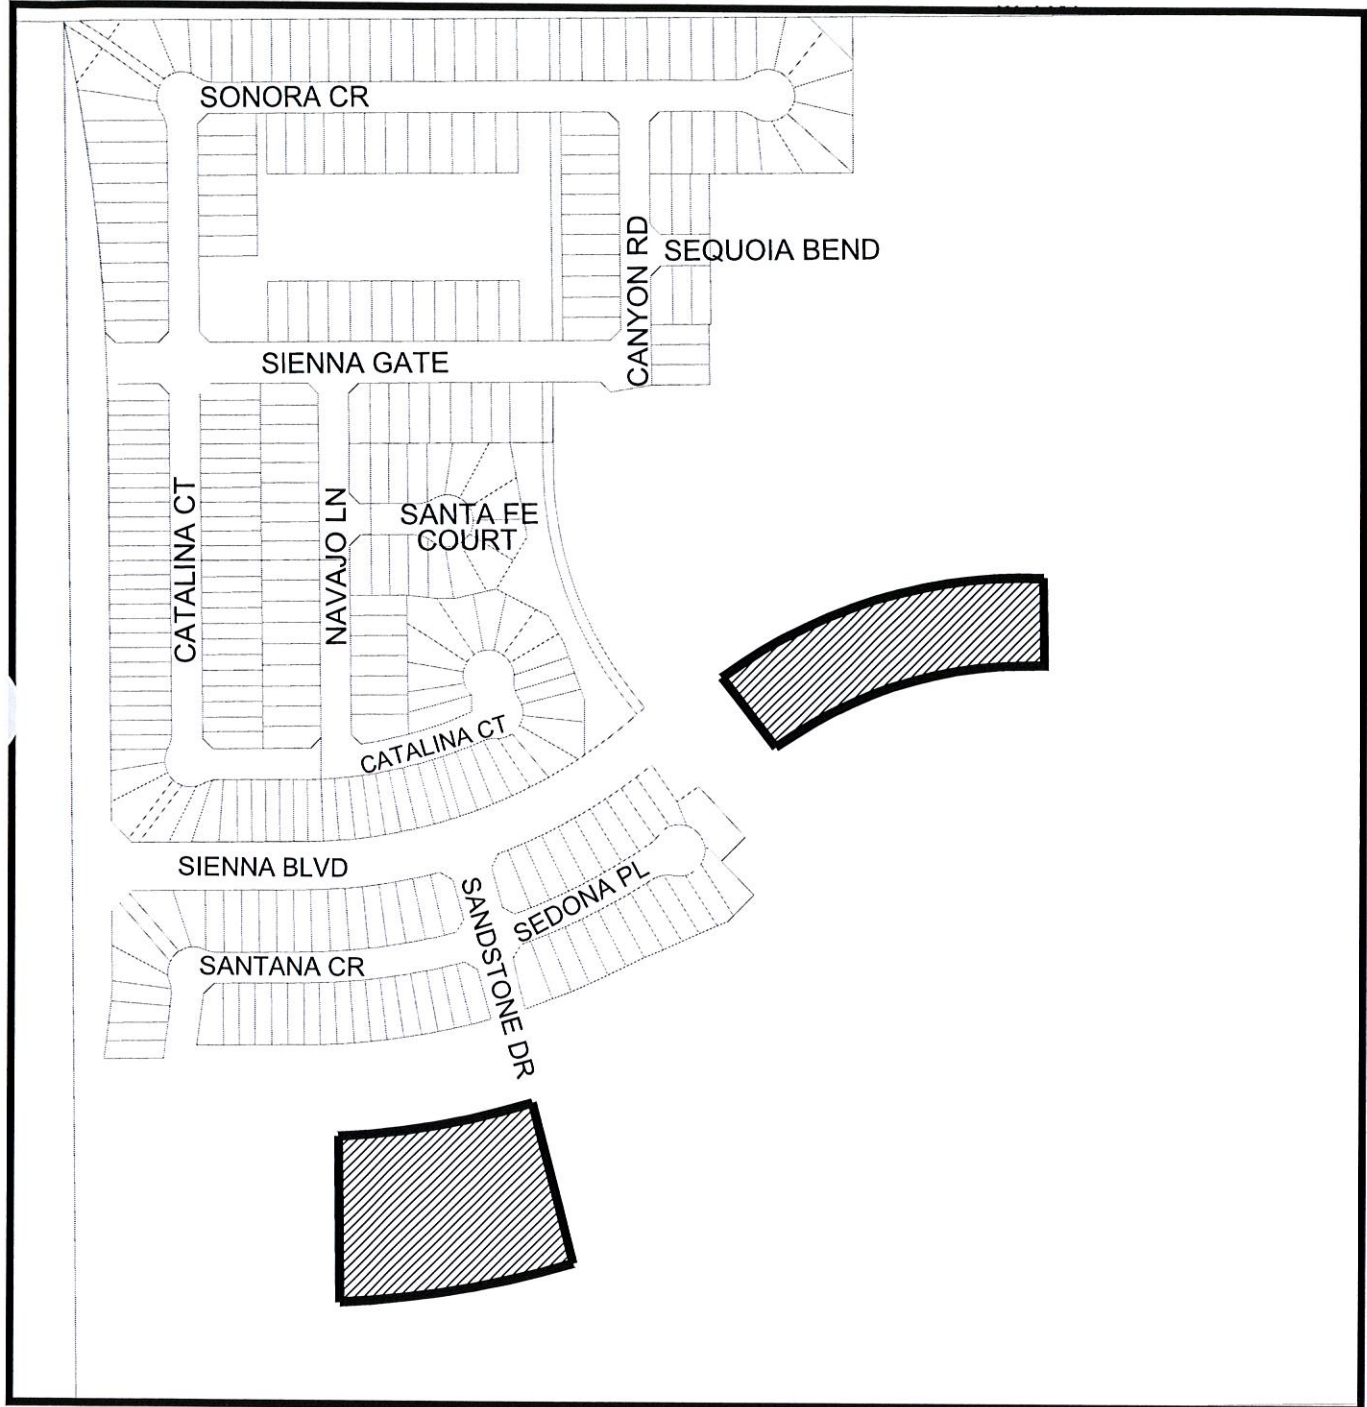 SONORA CR
SEQUOIA BEND
CANYON RD
SIENNA GATE
CATALINA CT
NAVAJO LN
SANTA FE
COURT
CATALINA CT
SIENNA BLVD
SANDSTONE DR
SEDONA PL
SANTANA CR